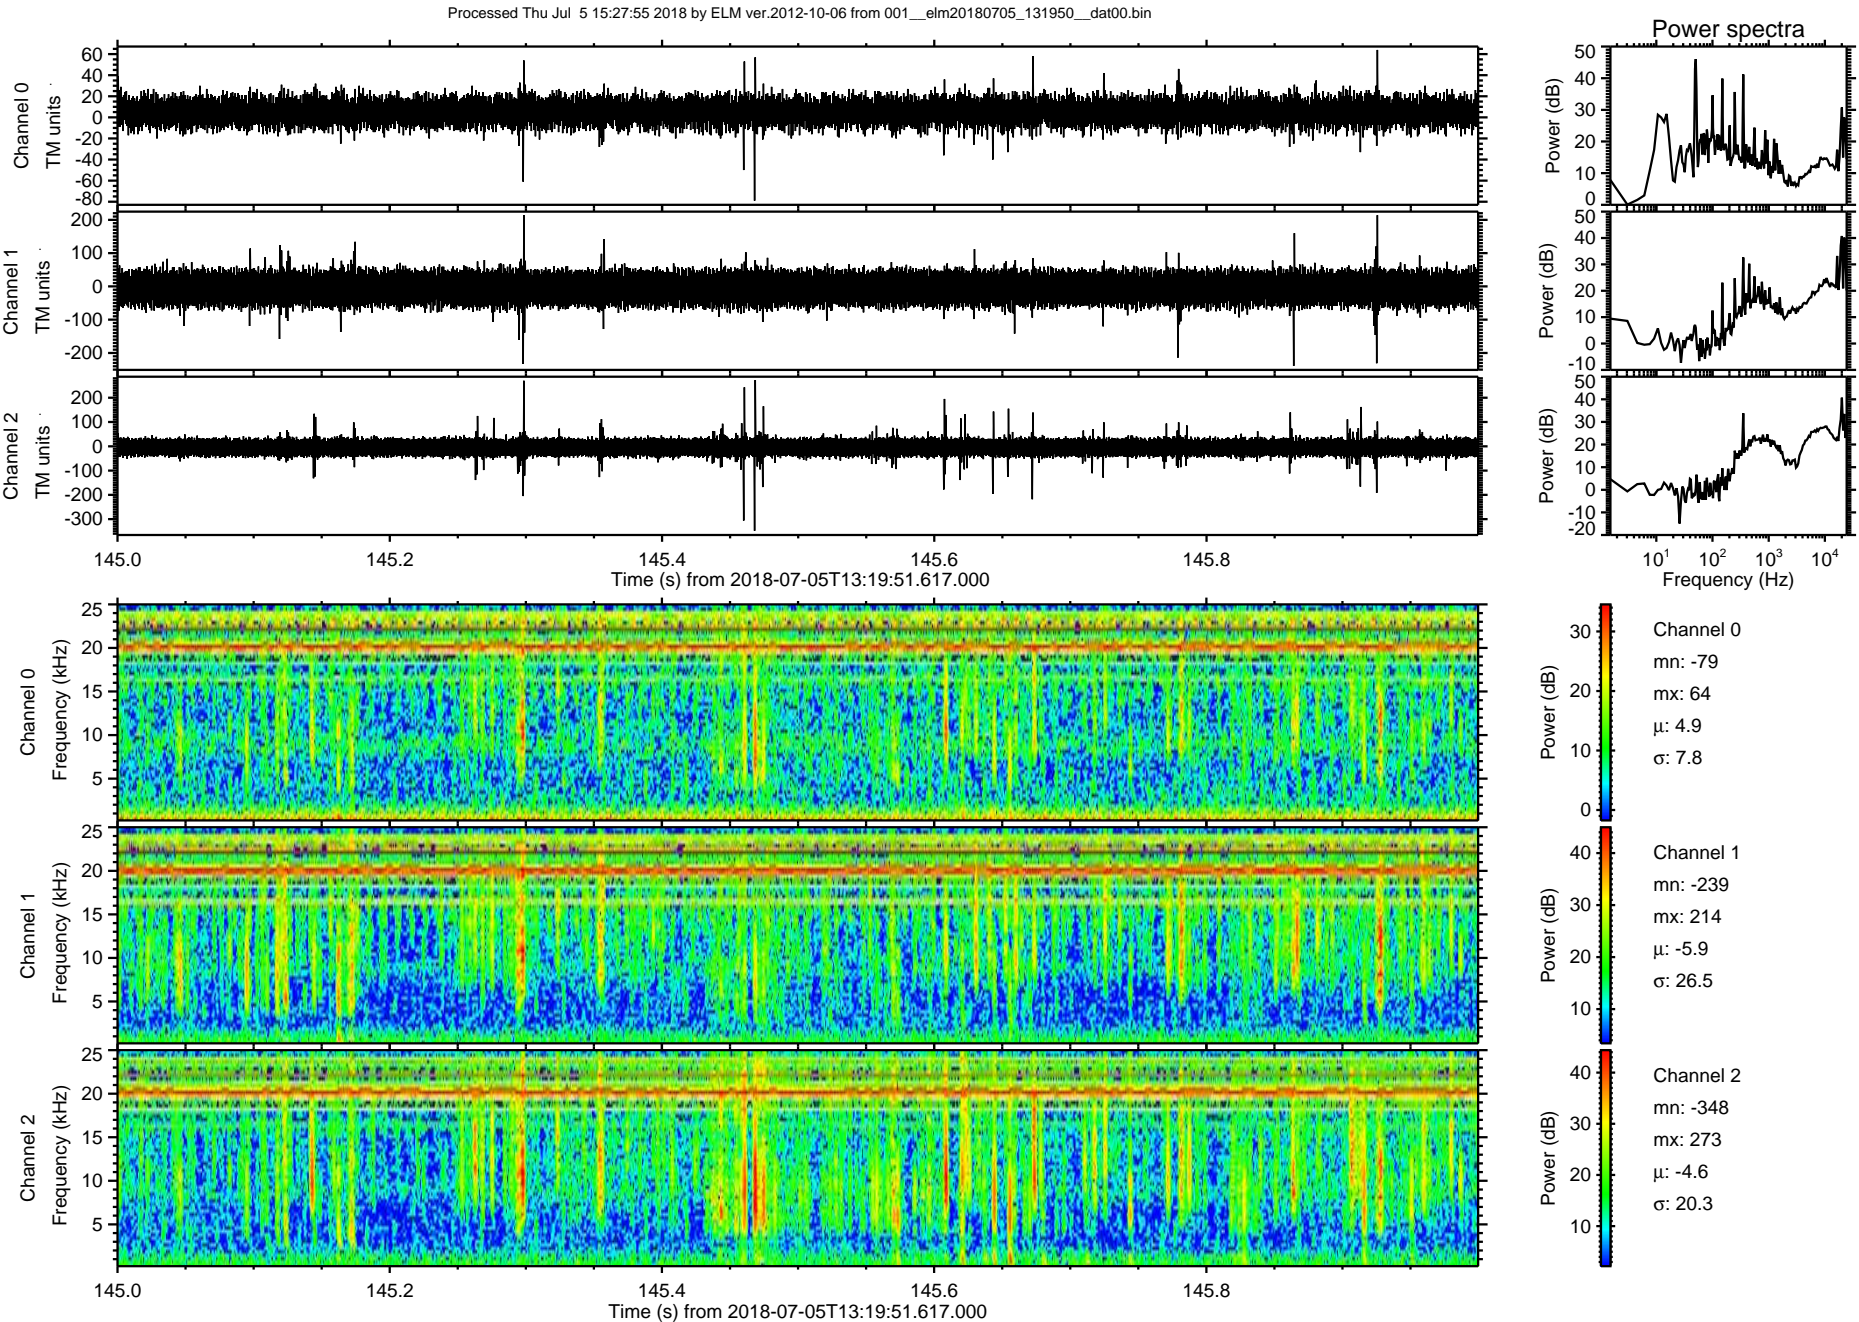 Processed Thu Jul 5 15:27:55 2018 by ELM ver.2012-10-06 from 001__elm20180705_131950__dat00.bin
Power spectra
Channel 0
TM units
60
40
20
0
-20
-40
-60
-80
Power (dB)
50
40
30
20
10
0
Channel 1
TM units
200
100
0
-100
-200
Power (dB)
50
40
30
20
10
0
-10
Channel 2
TM units
200
100
0
-100
-200
-300
Power (dB)
50
40
30
20
10
0
-10
-20
145.0 145.2 145.4 145.6 145.8
Time (s) from 2018-07-05T13:19:51.617.000
10^1 10^2 10^3 10^4
Frequency (Hz)
Channel 0
Frequency (kHz)
25
20
15
10
5
Power (dB)
30
20
10
0
Channel 0
mn: -79
mx: 64
μ: 4.9
σ: 7.8
Channel 1
Frequency (kHz)
25
20
15
10
5
Power (dB)
40
30
20
10
Channel 1
mn: -239
mx: 214
μ: -5.9
σ: 26.5
Channel 2
Frequency (kHz)
25
20
15
10
5
Power (dB)
40
30
20
10
Channel 2
mn: -348
mx: 273
μ: -4.6
σ: 20.3
145.0 145.2 145.4 145.6 145.8
Time (s) from 2018-07-05T13:19:51.617.000